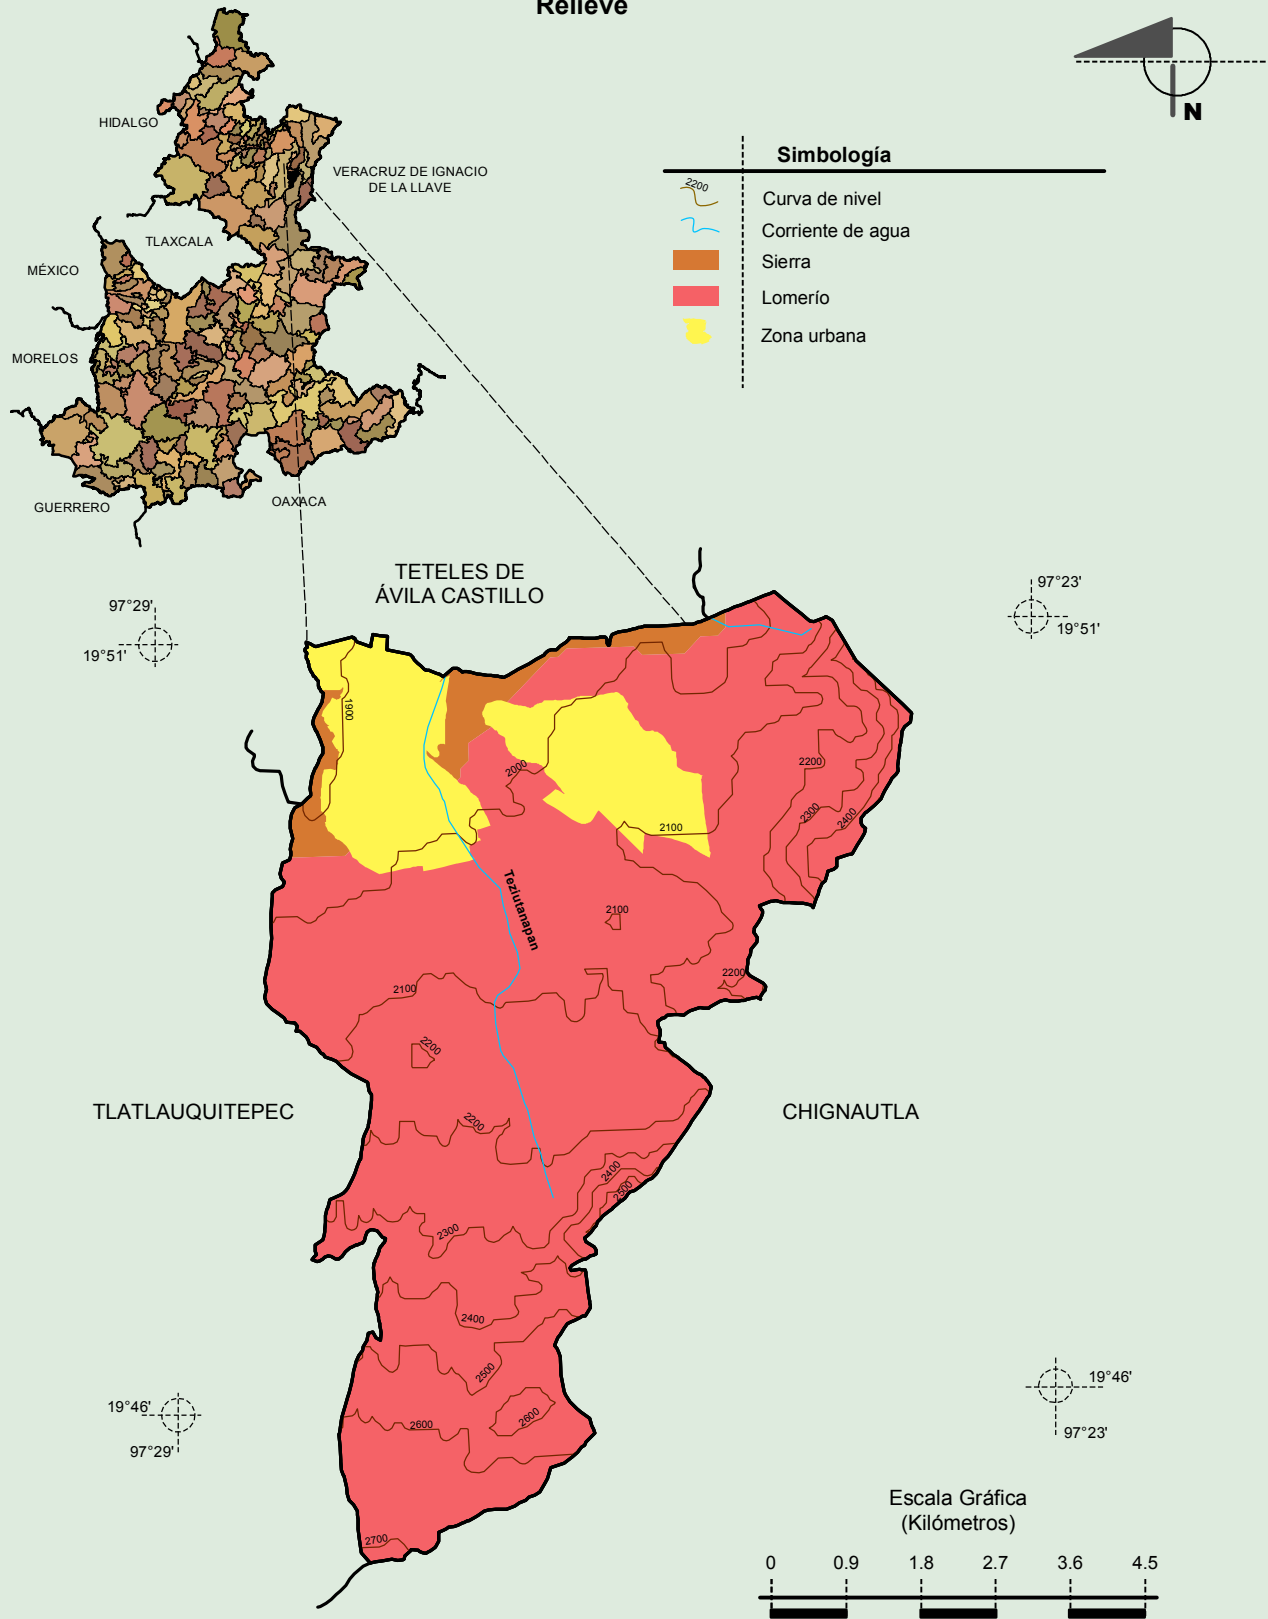 Relieve
N
HIDALGO
VERACRUZ DE IGNACIO
DE LA LLAVE
TLAXCALA
MÉXICO
MORELOS
GUERRERO
OAXACA
Simbología
2200
Curva de nivel
Corriente de agua
Sierra
Lomerío
Zona urbana
TETELES DE
ÁVILA CASTILLO
97°29'
19°51'
97°23'
19°51'
1900
2000
2100
2200
2300
2400
Teziutanapan
2100
2200
2100
2200
2200
TLATLAUQUITEPEC
CHIGNAUTLA
2400
2500
2300
2400
2500
2600
2600
2700
19°46'
97°29'
19°46'
97°23'
Escala Gráfica
(Kilómetros)
0 0.9 1.8 2.7 3.6 4.5